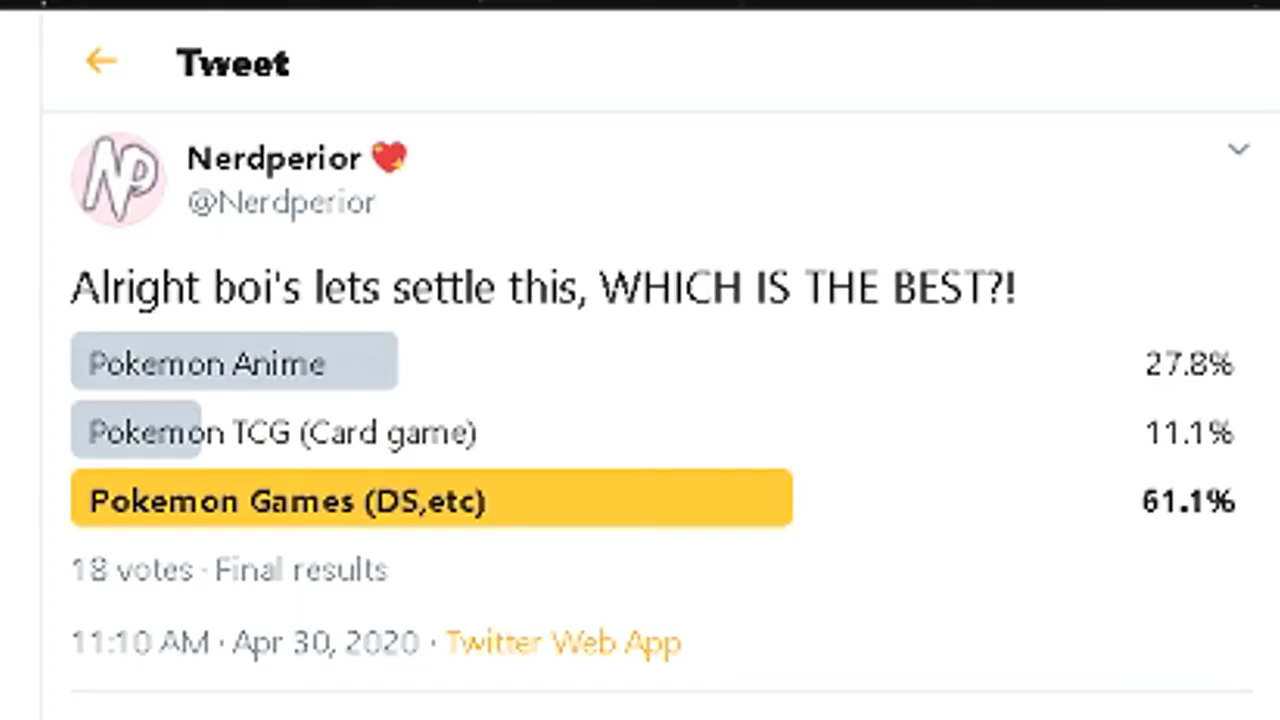 Tweet
NP
Nerdperior
@Nerdperior
Alright boi's lets settle this, WHICH IS THE BEST?!
Pokemon Anime 27.8%
Pokemon TCG (Card game) 11.1%
Pokemon Games (DS,etc) 61.1%
18 votes · Final results
11:10 AM · Apr 30, 2020 · Twitter Web App